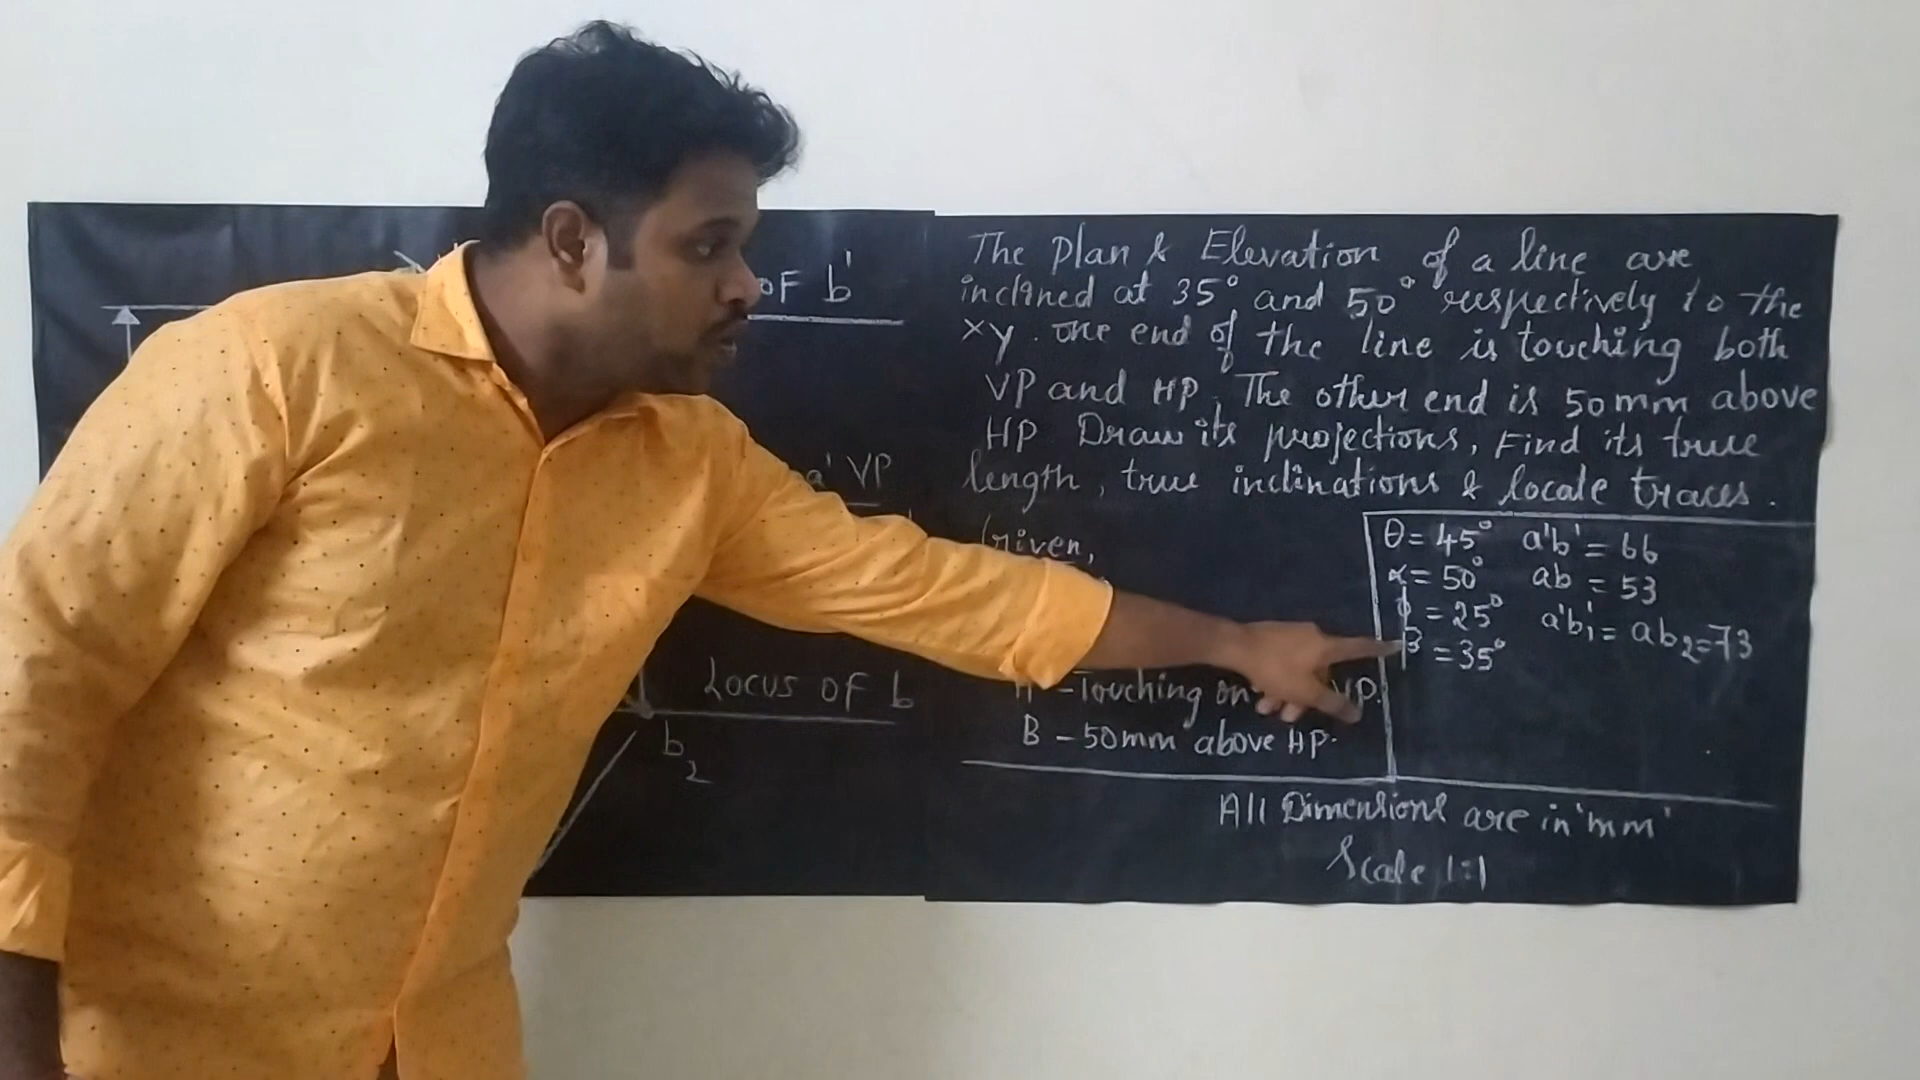 OF b'
a' VP
Locus OF b
b2
The Plan & Elevation of a line are
inclined at 35° and 50° respectively to the
XY. One end of the line is touching both
VP and HP. The other end is 50mm above
HP Draw its projections, Find its true
length, true inclinations & locate traces.
Given,
-Touching on VP.
B - 50mm above HP.
θ = 45° a'b' = 66
α = 50° ab = 53
ϕ = 25° a'b'1 = ab2=73
β = 35°
All Dimensions are in 'mm'
Scale 1:1